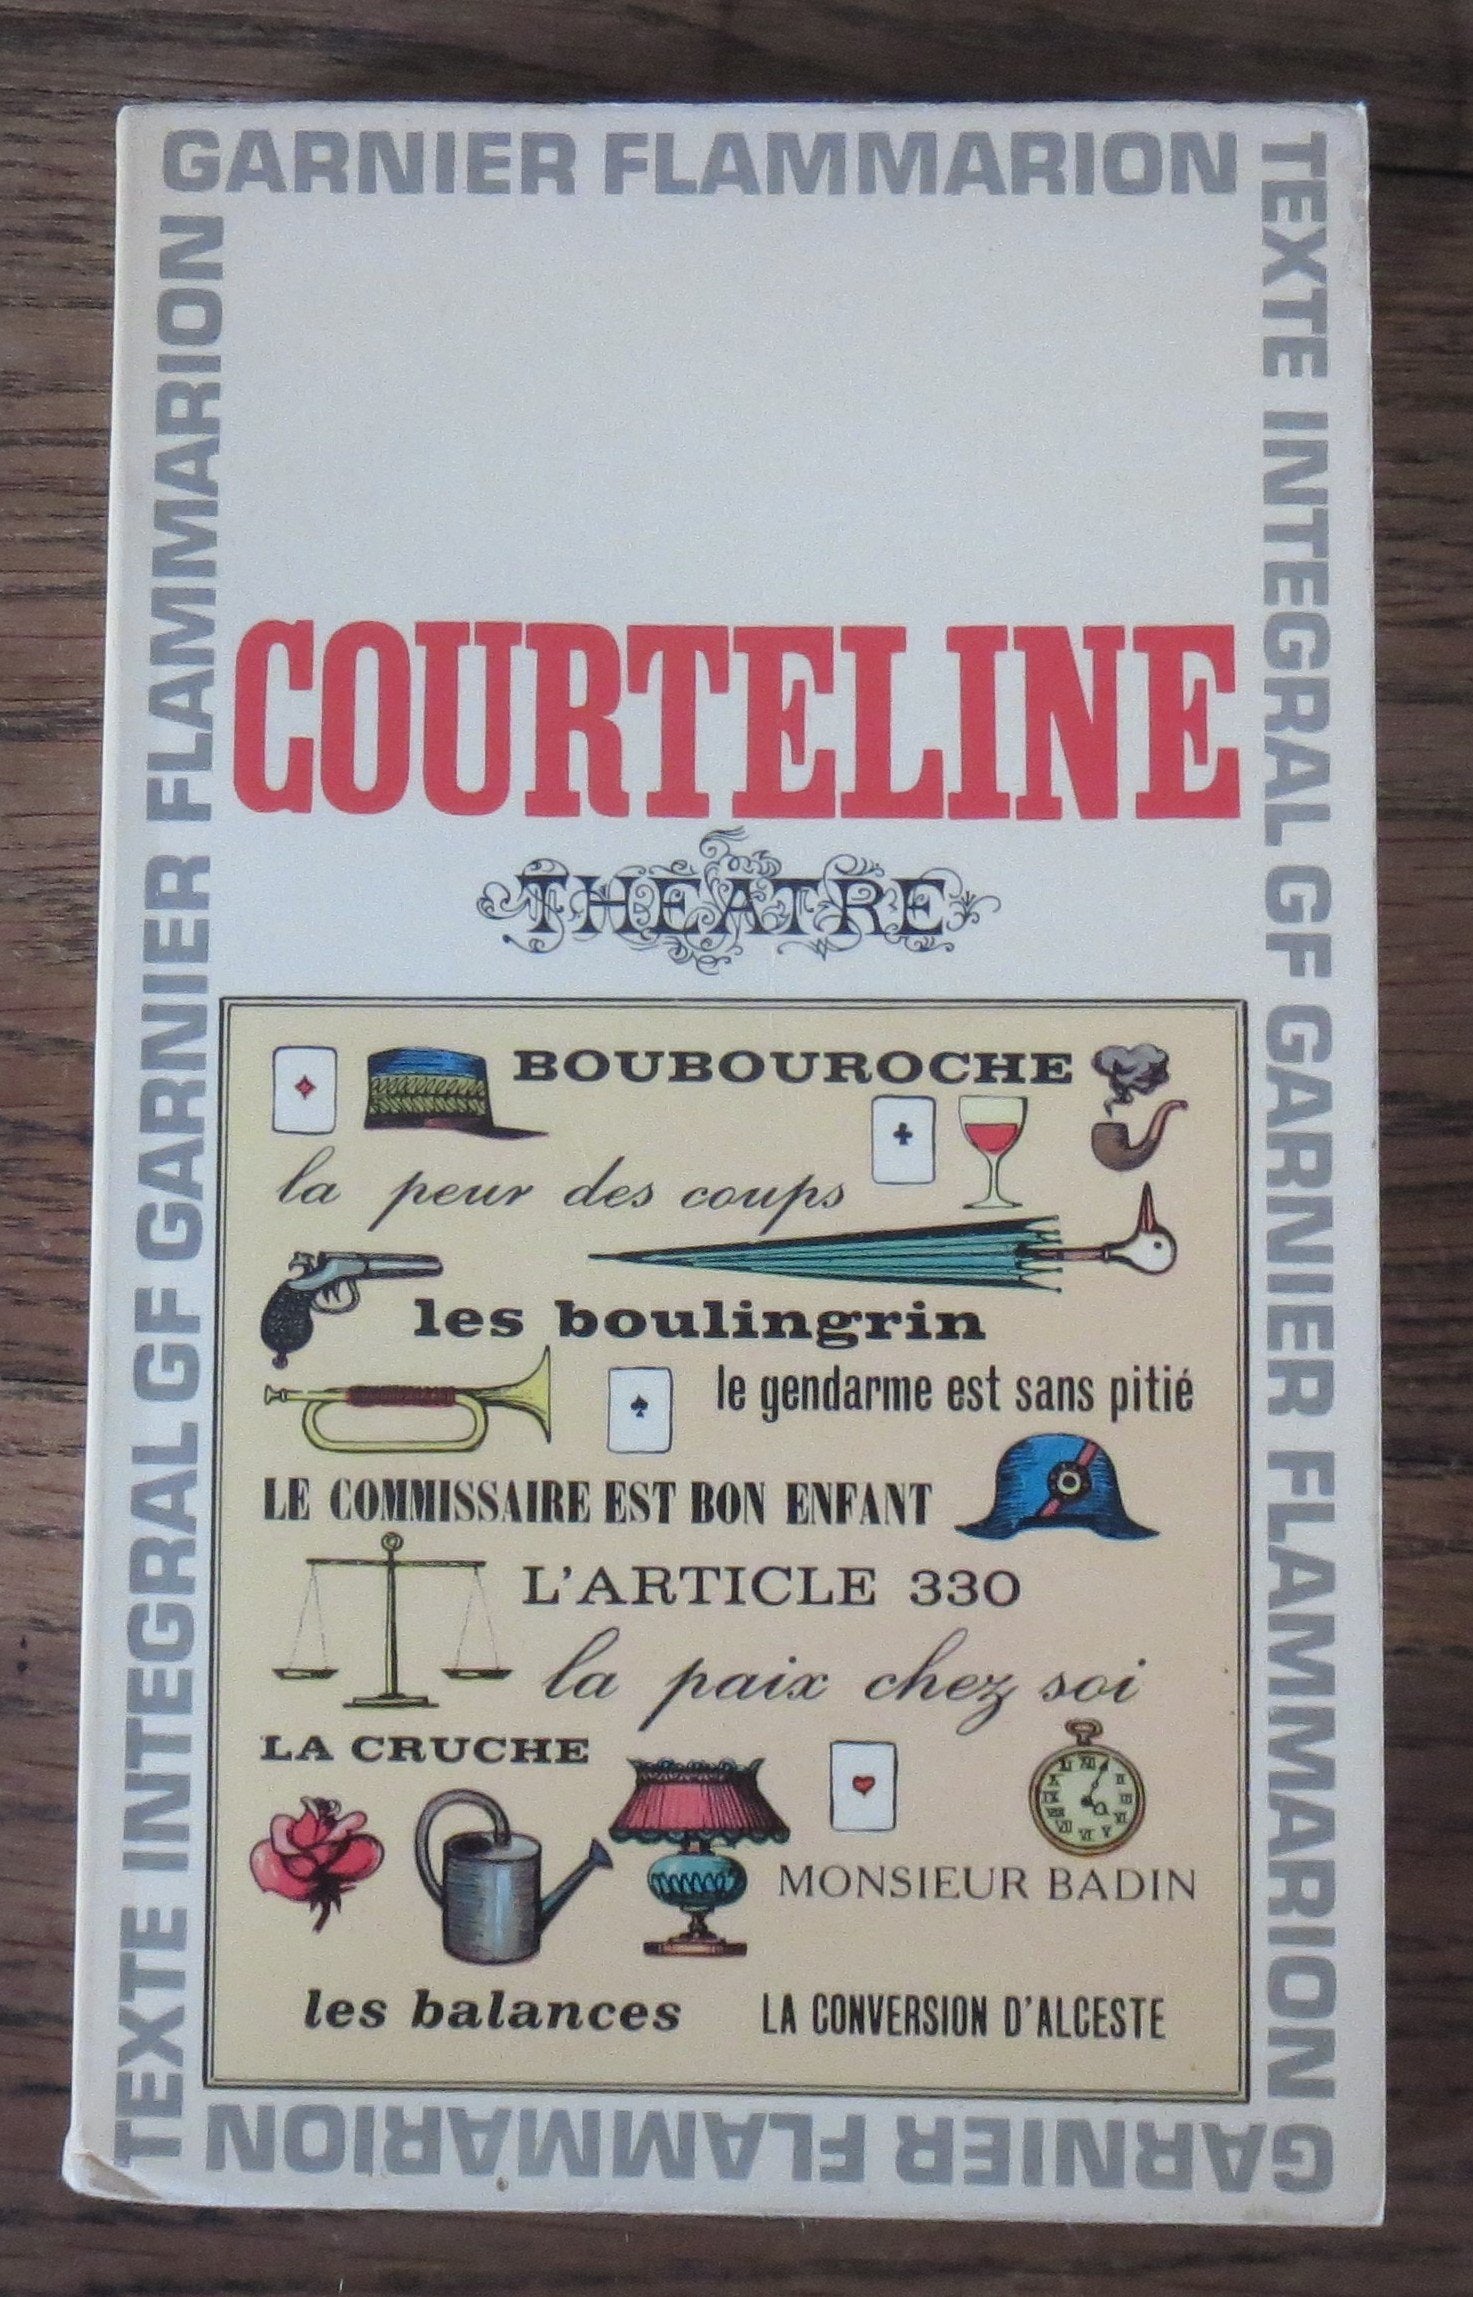 GARNIER FLAMMARION
TEXTE INTEGRAL GF GARNIER FLAMMARION
TEXTE INTEGRAL GF GARNIER FLAMMARION
COURTELINE
THÉATRE
BOUBOUROCHE
la peur des coups
les boulingrin
le gendarme est sans pitié
LE COMMISSAIRE EST BON ENFANT
L'ARTICLE 330
la paix chez soi
LA CRUCHE
MONSIEUR BADIN
les balances
LA CONVERSION D'ALCESTE
GARNIER FLAMMARION